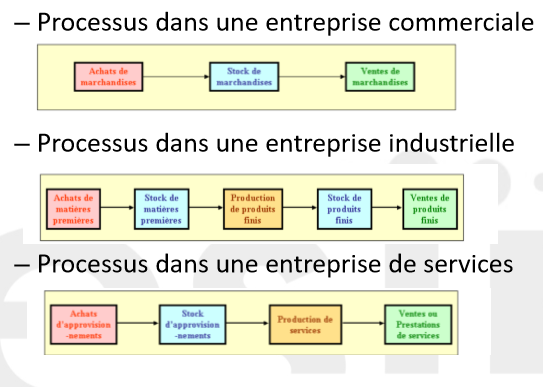 – Processus dans une entreprise commerciale
Achats de
marchandises
Stock de
marchandises
Ventes de
marchandises
– Processus dans une entreprise industrielle
Achats de
matières
premières
Stock de
matières
premières
Production
de produits
finis
Stock de
produits
finis
Ventes de
produits
finis
– Processus dans une entreprise de services
Achats
d'approvision
-nements
Stock
d'approvision
-nements
Production de
services
Ventes ou
Prestations
de services